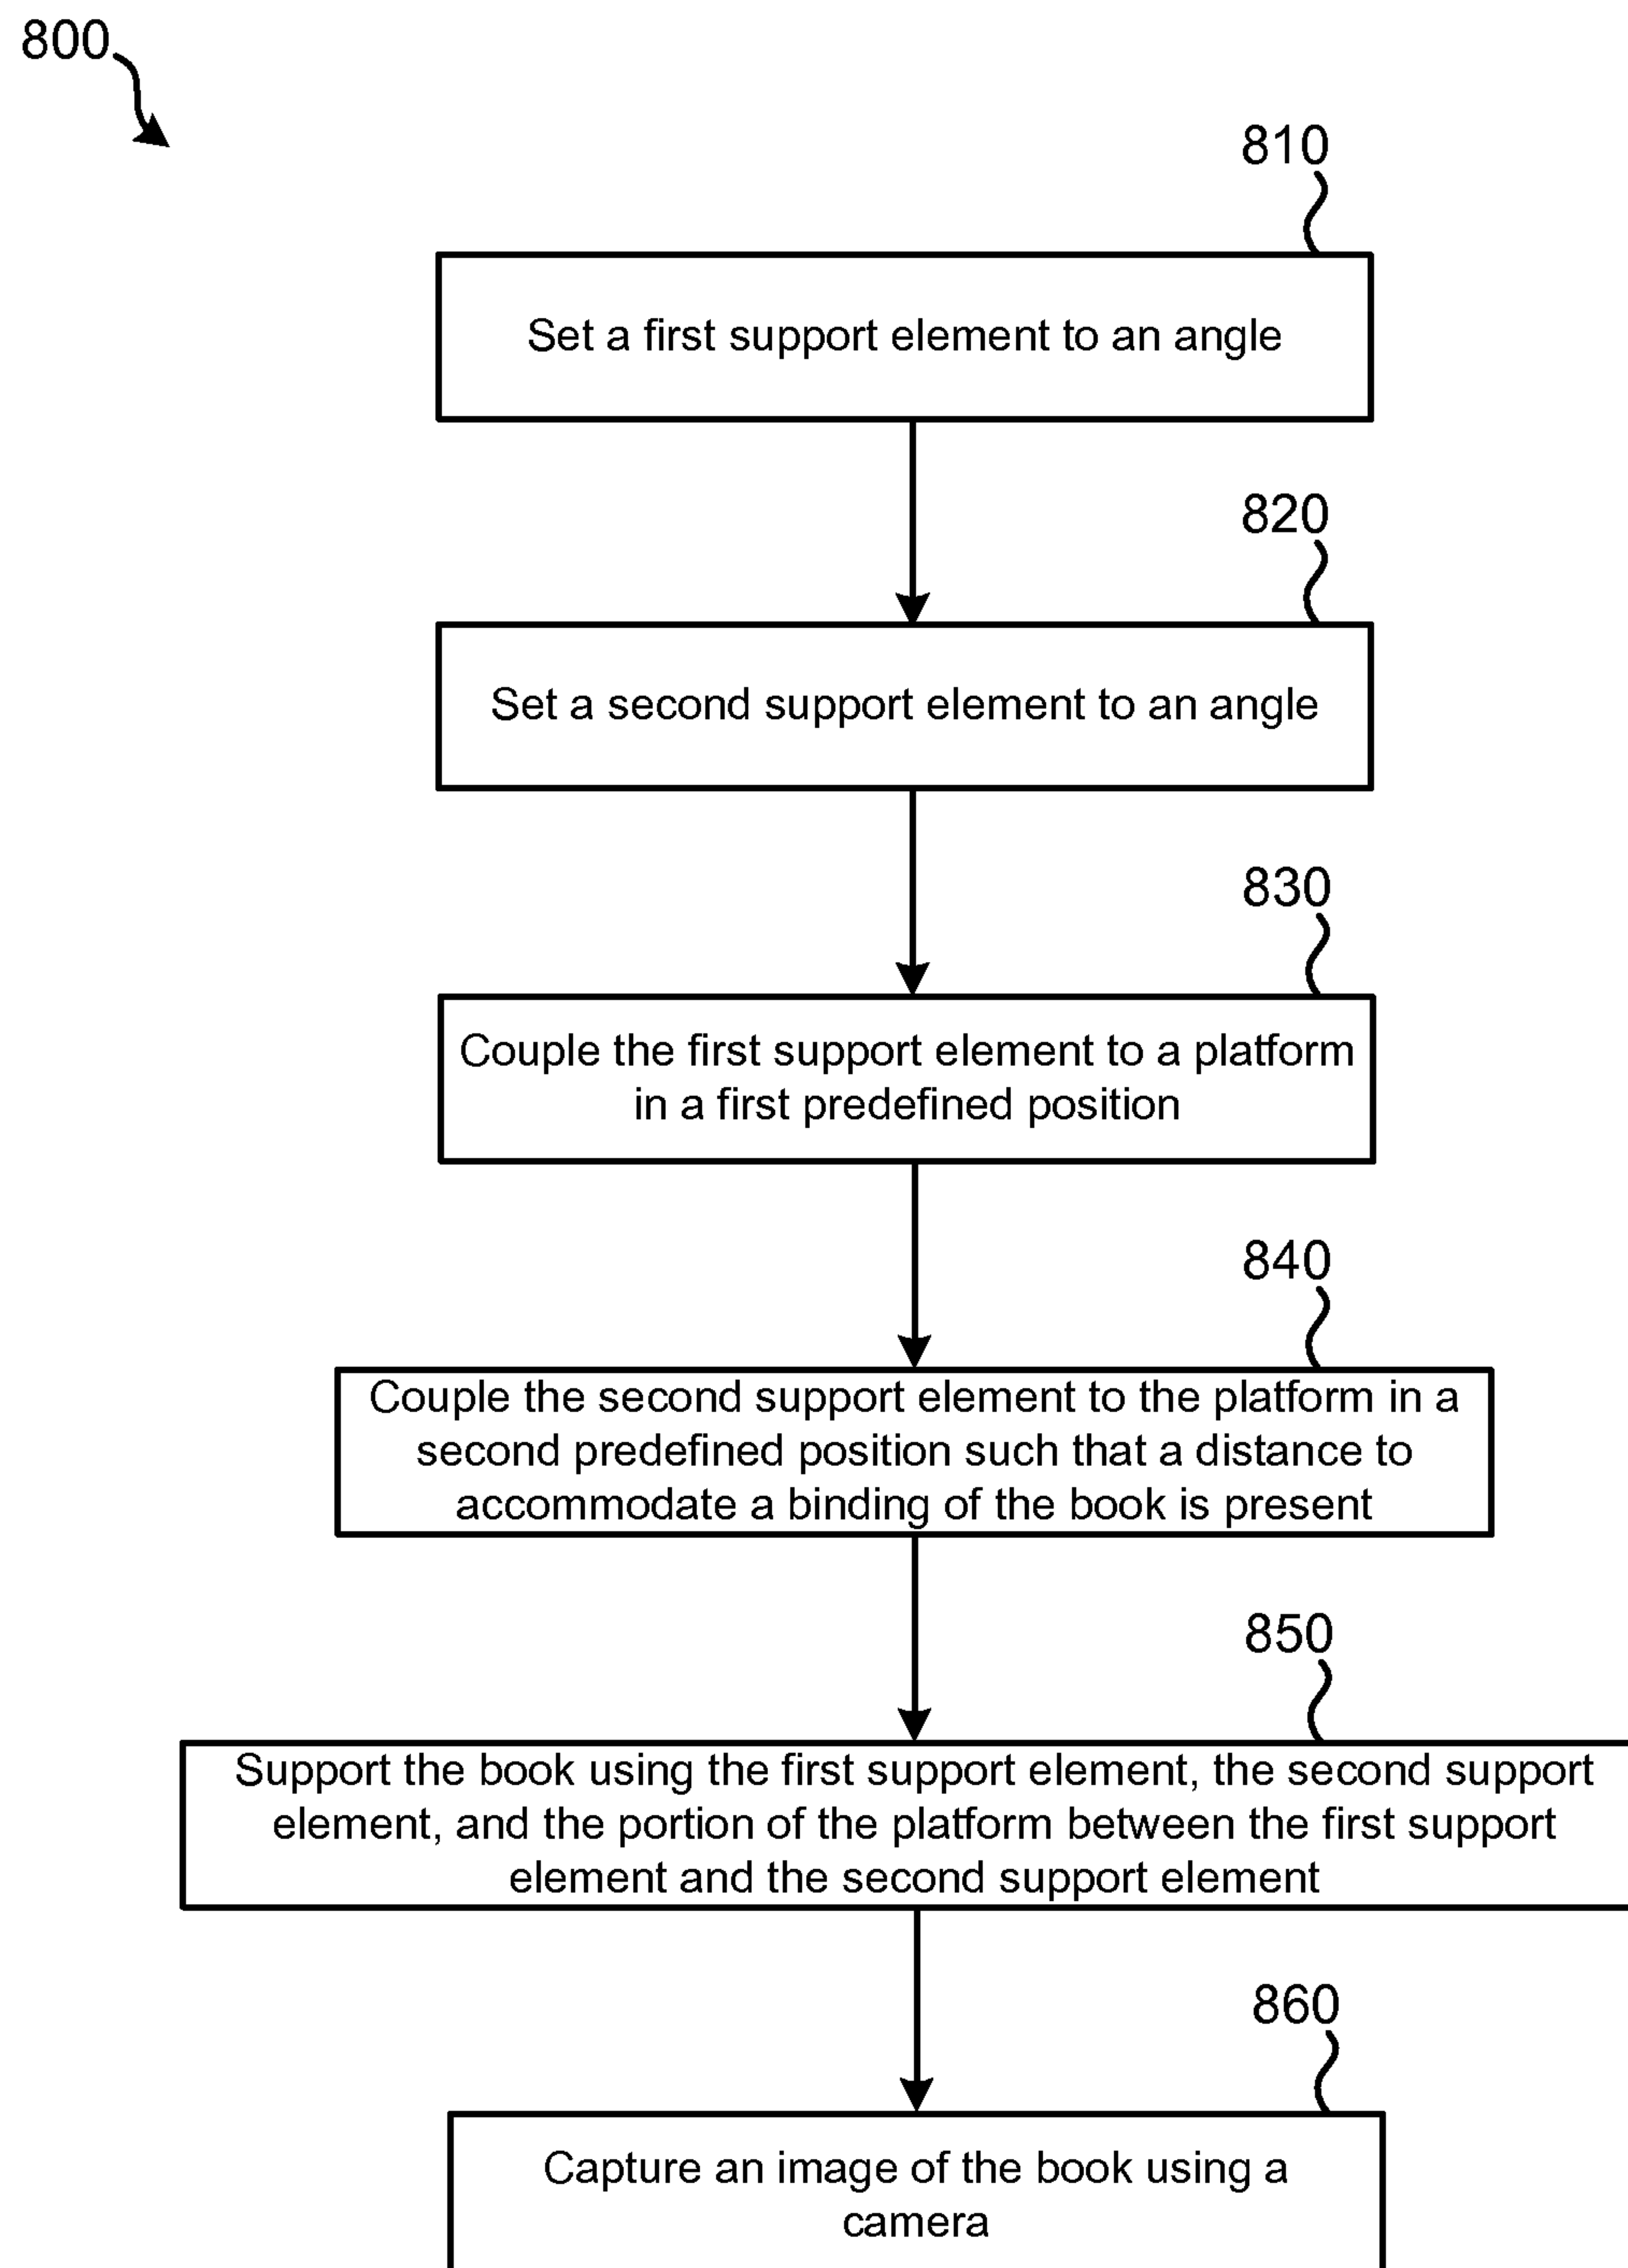 800
810
Set a first support element to an angle
820
Set a second support element to an angle
830
Couple the first support element to a platform
in a first predefined position
840
Couple the second support element to the platform in a
second predefined position such that a distance to
accommodate a binding of the book is present
850
Support the book using the first support element, the second support
element, and the portion of the platform between the first support
element and the second support element
860
Capture an image of the book using a
camera